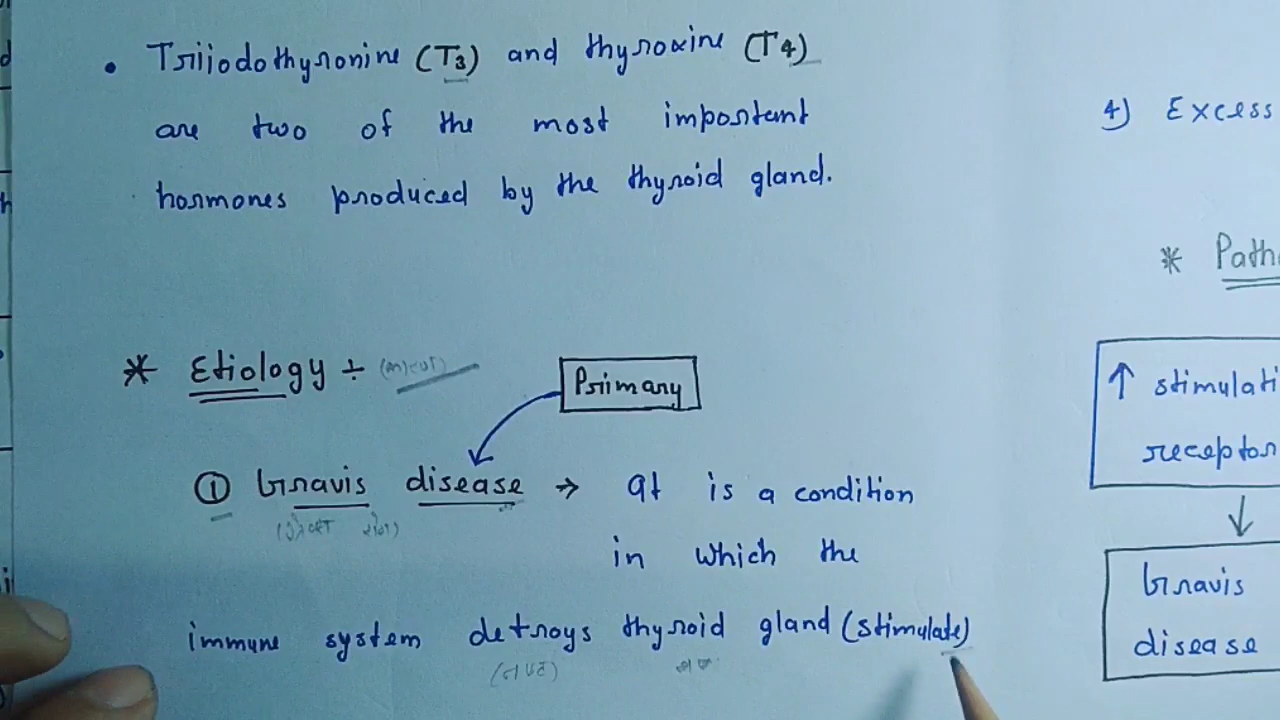 • Triiodothyronine (T3) and thyroxine (T4)
are two of the most important
hormones produced by the thyroid gland.
* Etiology ÷
Primary
① Gravis disease → It is a condition
in which the
immune system detroys thyroid gland (stimulate)
4) Excess
* Path
↑ stimulati
receptor
↓
Gravis
disease